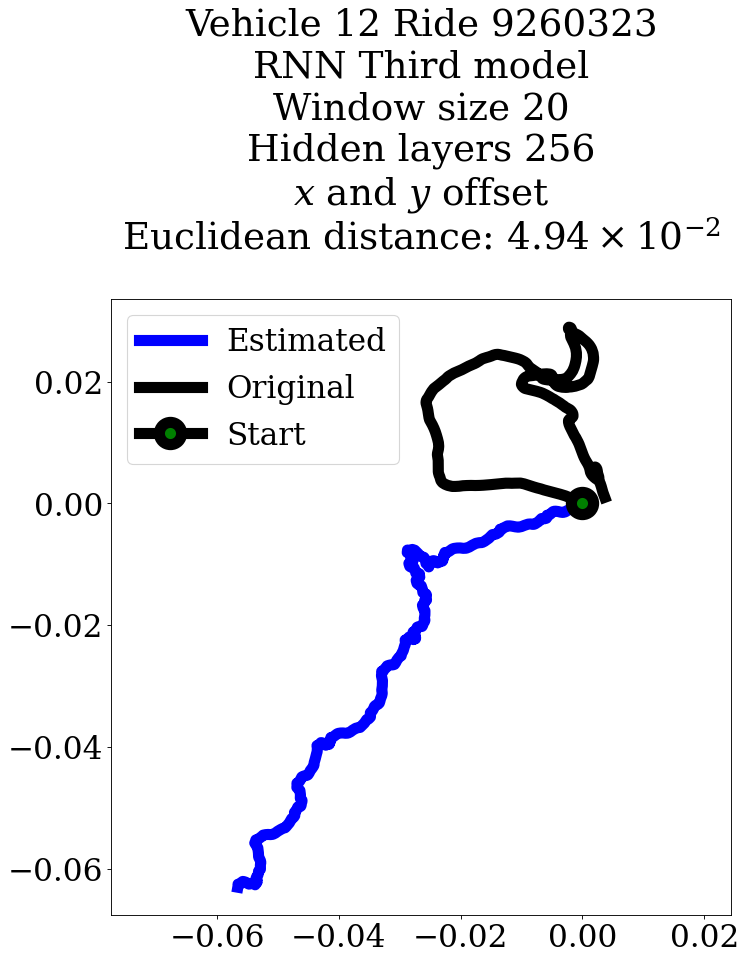 Vehicle 12 Ride 9260323
RNN Third model
Window size 20
Hidden layers 256
x and y offset
Euclidean distance: 4.94 × 10⁻²
Estimated
Original
Start
0.02
0.00
−0.02
−0.04
−0.06
−0.06 −0.04 −0.02 0.00 0.02